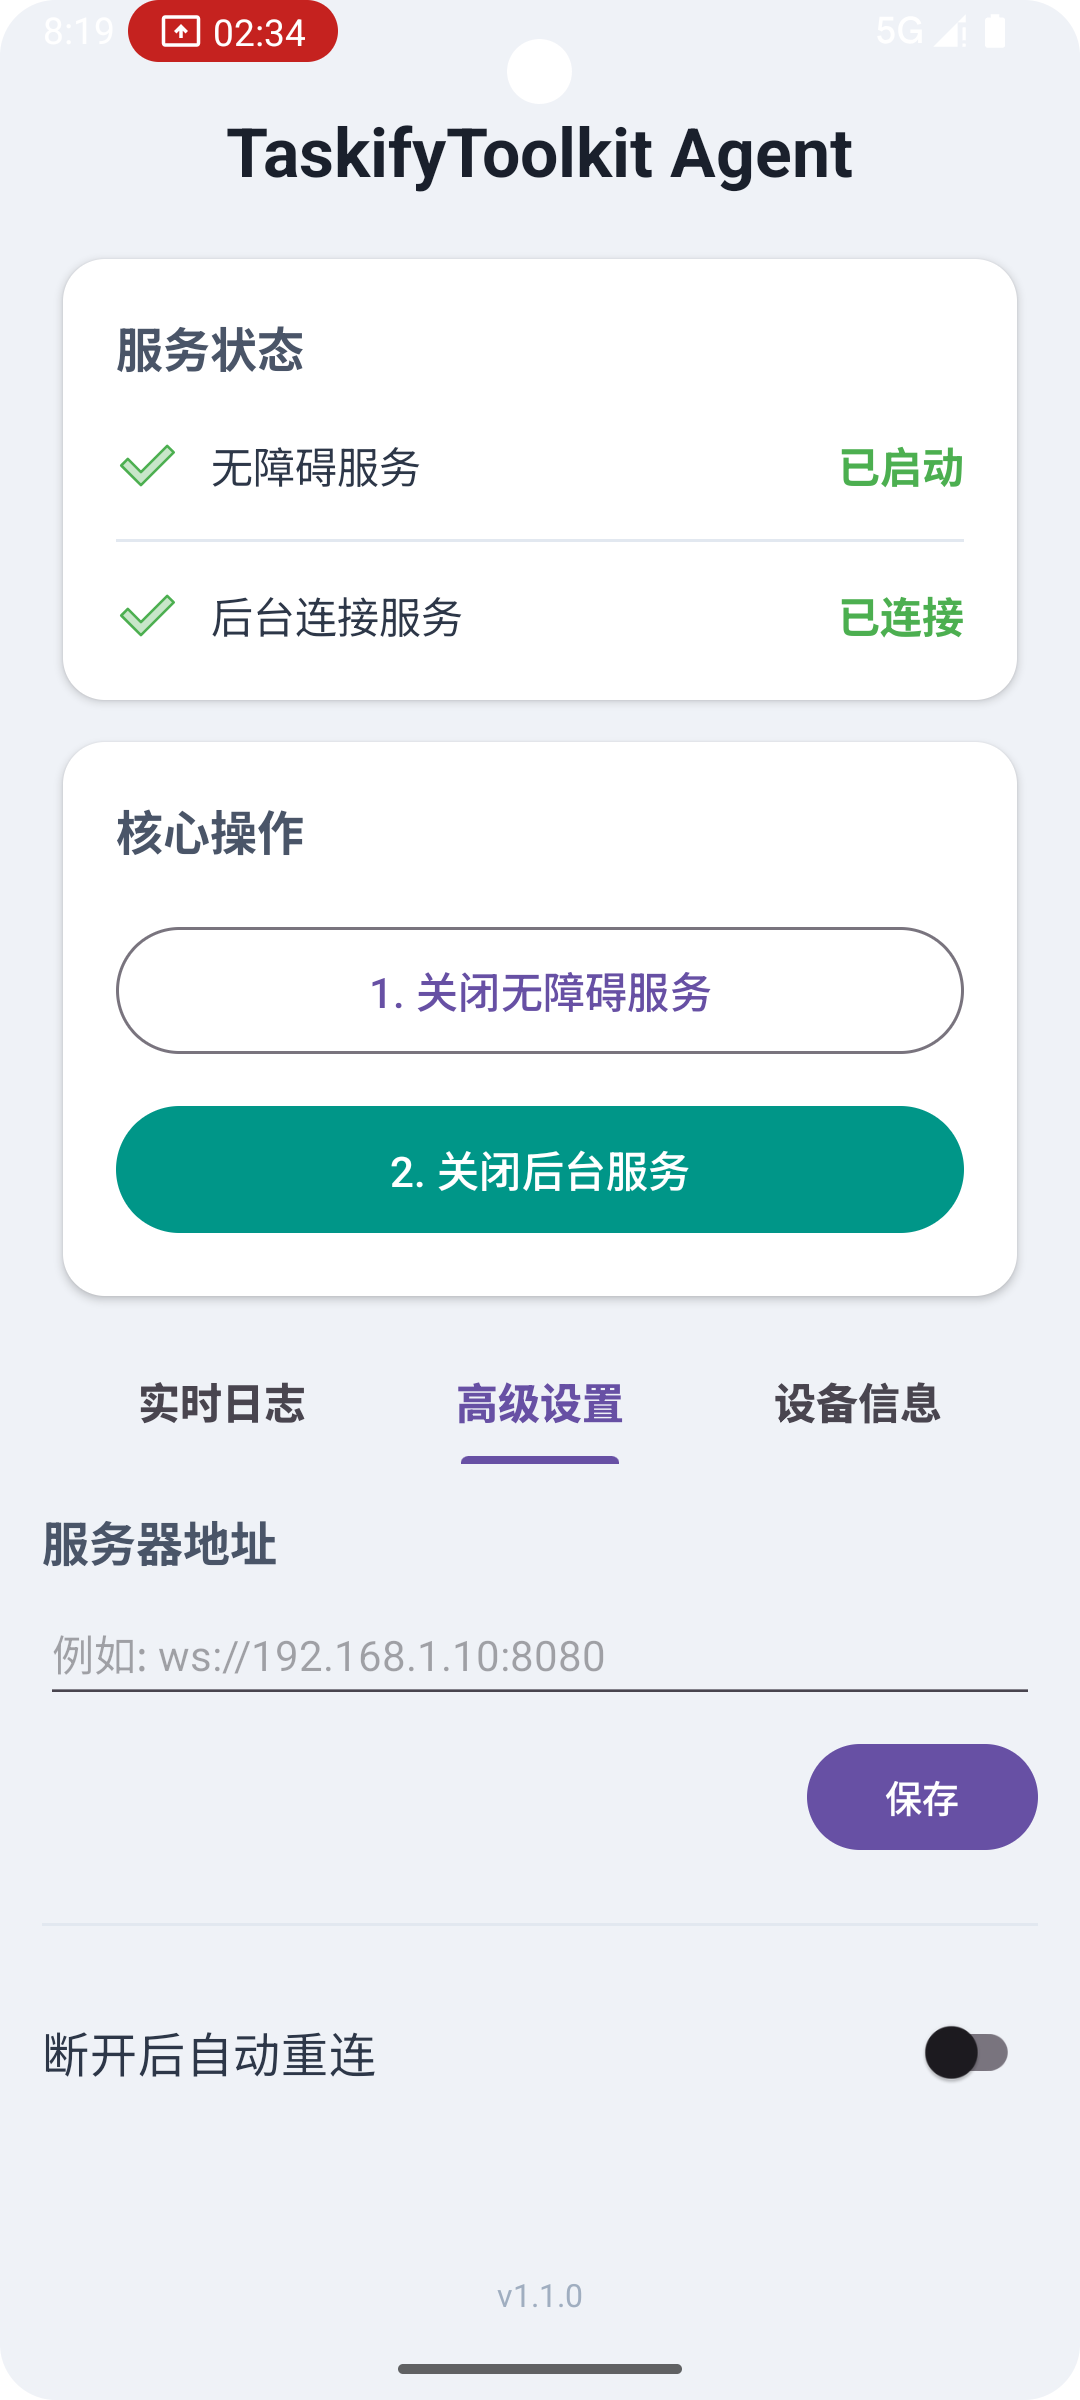 8:19 02:34 5G
TaskifyToolkit Agent
服务状态
无障碍服务 已启动
后台连接服务 已连接
核心操作
1. 关闭无障碍服务
2. 关闭后台服务
实时日志 高级设置 设备信息
服务器地址
例如: ws://192.168.1.10:8080
保存
断开后自动重连
v1.1.0